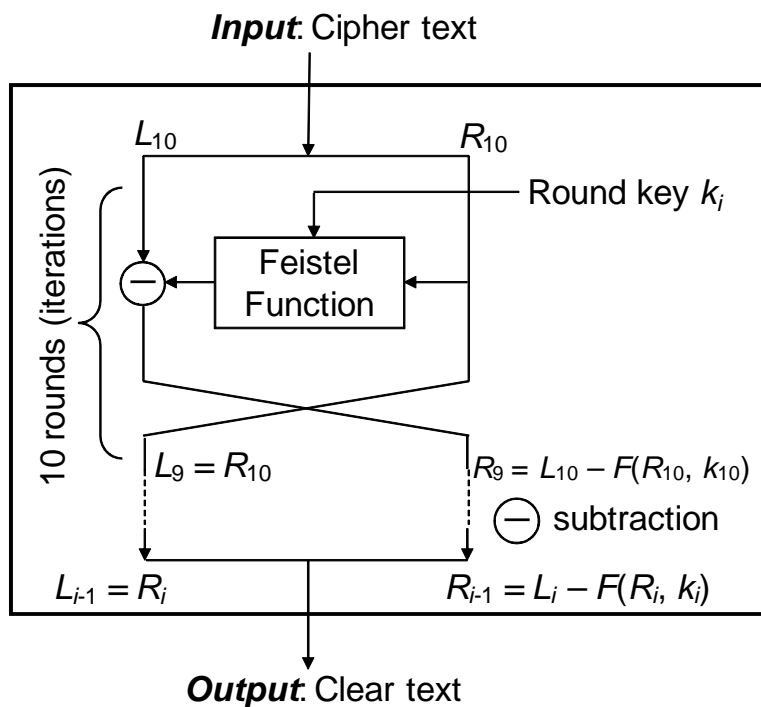 Input: Cipher text
L10 R10
Round key ki
Feistel
Function
10 rounds (iterations)
L9 = R10
R9 = L10 – F(R10, k10)
subtraction
Li-1 = Ri
Ri-1 = Li – F(Ri, ki)
Output: Clear text